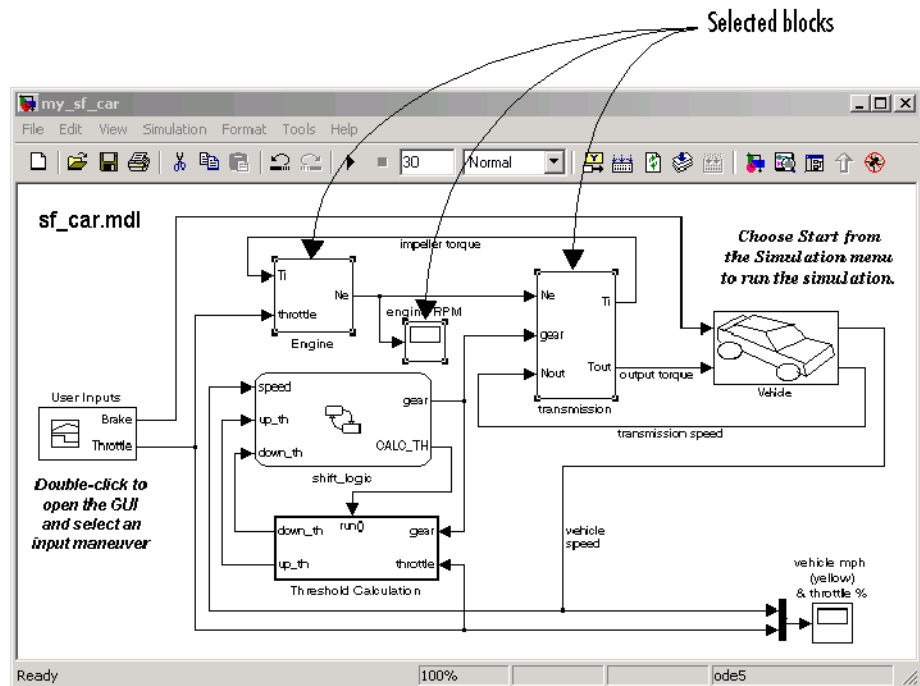 Selected blocks
my_sf_car
File Edit View Simulation Format Tools Help
30 Normal
sf_car.mdl
impeller torque
Choose Start from
the Simulation menu
to run the simulation.
Ti
Ne
throttle
Engine
engine RPM
Ne
Ti
gear
Nout
Tout
transmission
output torque
Vehicle
transmission speed
User Inputs
Brake
Throttle
Double-click to
open the GUI
and select an
input maneuver
speed
gear
up_th
CALC_TH
down_th
shift_logic
run()
down_th
gear
up_th
throttle
Threshold Calculation
vehicle
speed
vehicle mph
(yellow)
& throttle %
Ready 100% ode5